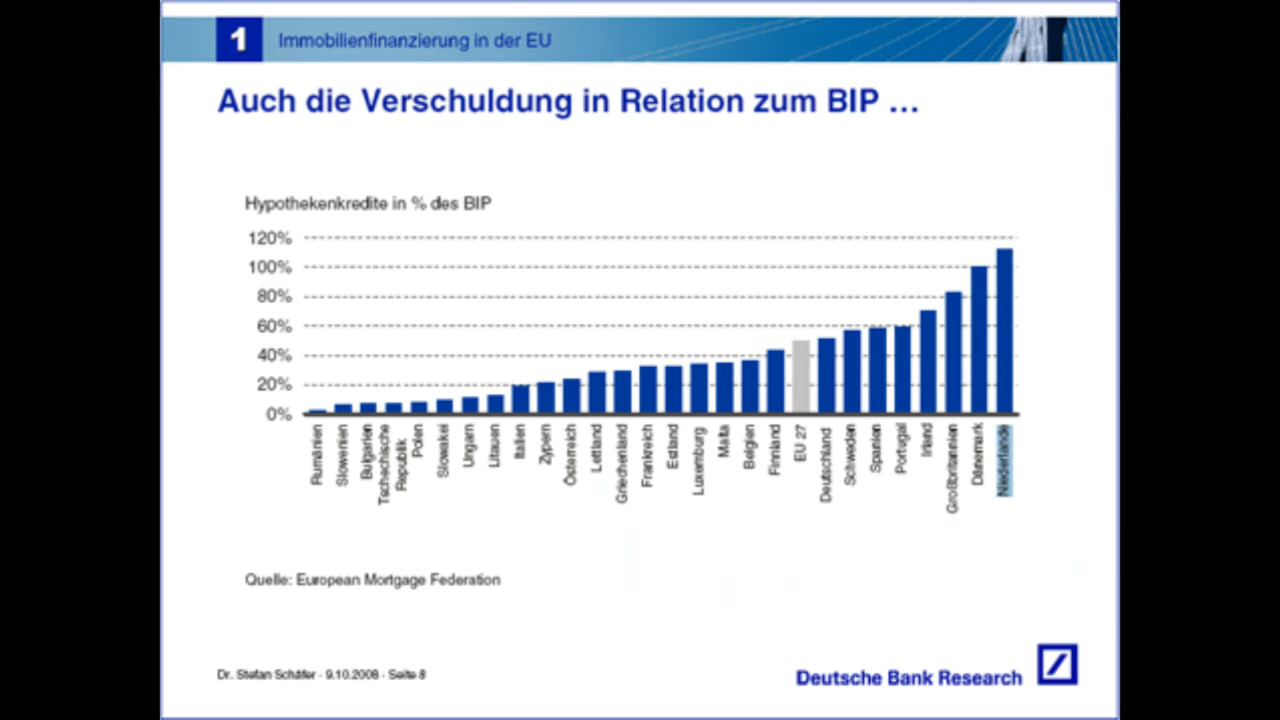 1 Immobilienfinanzierung in der EU
Auch die Verschuldung in Relation zum BIP ...
Hypothekenkredite in % des BIP
120%
100%
80%
60%
40%
20%
0%
Rumänien
Slowenien
Bulgarien
Tschechische
Republik
Polen
Slowakei
Ungarn
Litauen
Italien
Zypern
Österreich
Lettland
Griechenland
Frankreich
Estland
Luxemburg
Malta
Belgien
Finnland
EU 27
Deutschland
Schweden
Spanien
Portugal
Irland
Großbritannien
Dänemark
Niederlande
Quelle: European Mortgage Federation
Dr. Stefan Schäfer · 9.10.2008 · Seite 8
Deutsche Bank Research